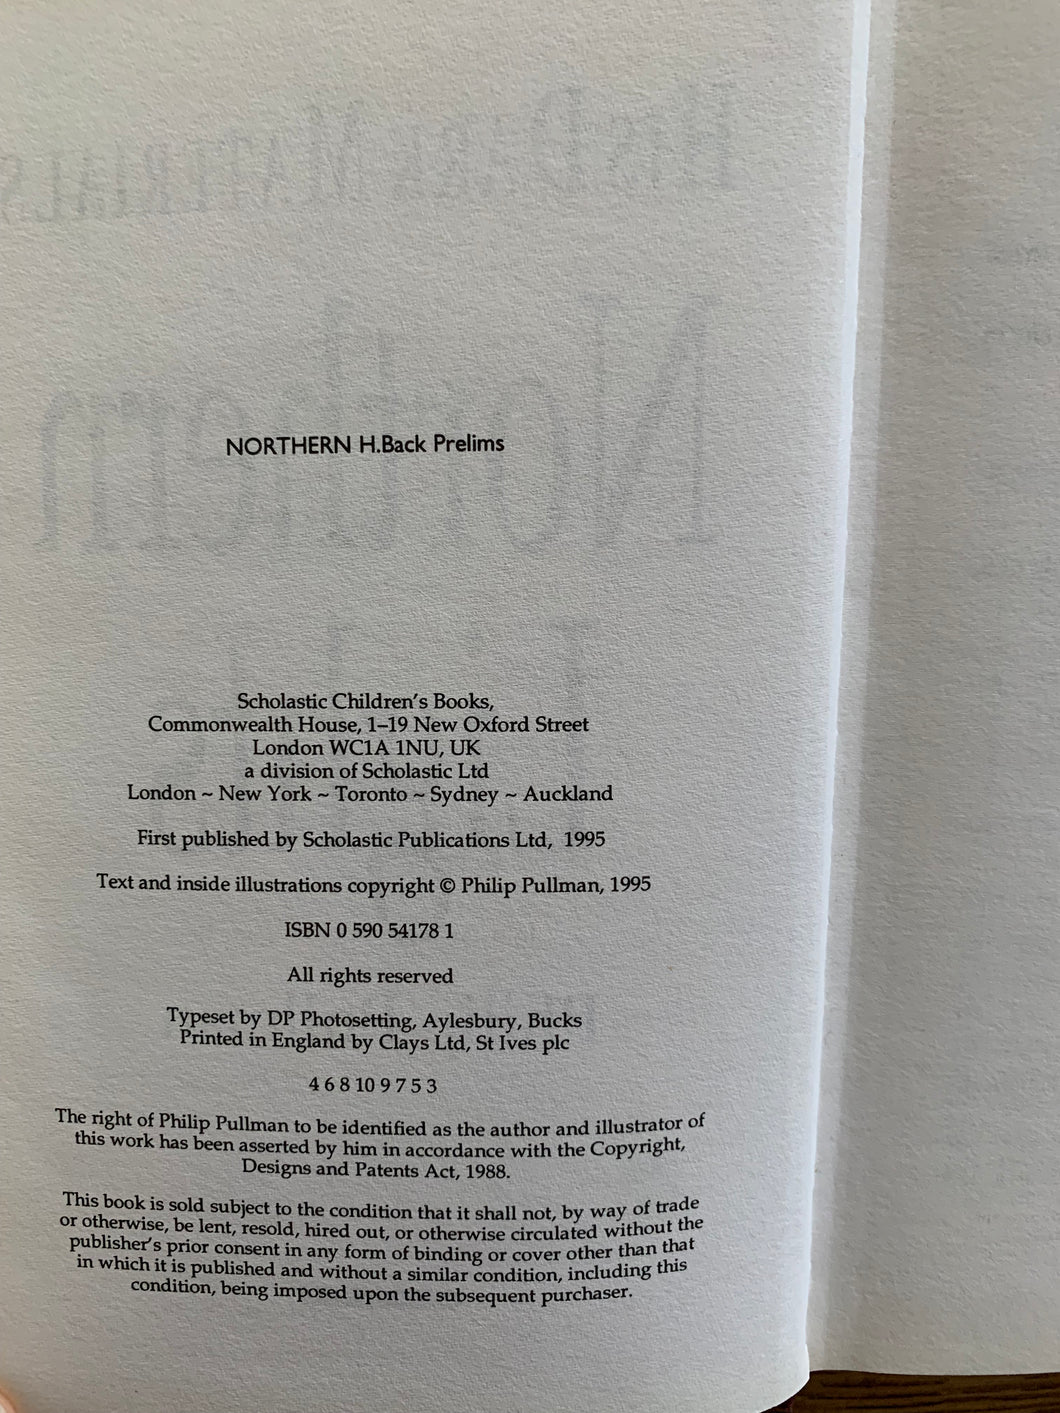 HIS DARK MATERIALS
Northern
NORTHERN H.Back Prelims
Scholastic Children's Books,
Commonwealth House, 1–19 New Oxford Street
London WC1A 1NU, UK
a division of Scholastic Ltd
London ~ New York ~ Toronto ~ Sydney ~ Auckland
First published by Scholastic Publications Ltd, 1995
Text and inside illustrations copyright © Philip Pullman, 1995
ISBN 0 590 54178 1
All rights reserved
Typeset by DP Photosetting, Aylesbury, Bucks
Printed in England by Clays Ltd, St Ives plc
4 6 8 10 9 7 5 3
The right of Philip Pullman to be identified as the author and illustrator of
this work has been asserted by him in accordance with the Copyright,
Designs and Patents Act, 1988.
This book is sold subject to the condition that it shall not, by way of trade
or otherwise, be lent, resold, hired out, or otherwise circulated without the
publisher's prior consent in any form of binding or cover other than that
in which it is published and without a similar condition, including this
condition, being imposed upon the subsequent purchaser.